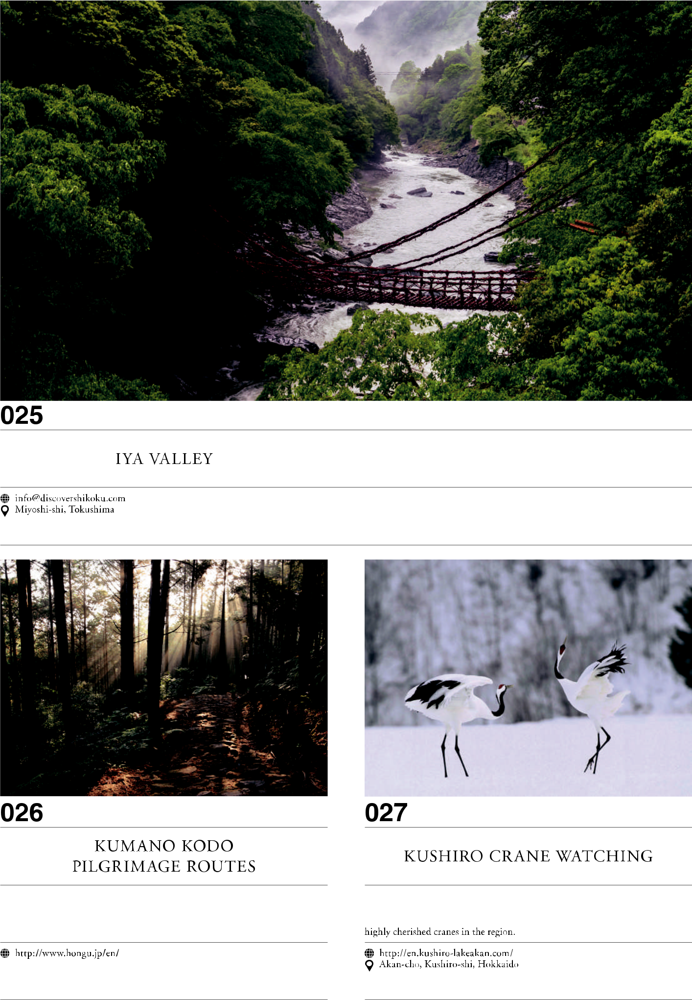 025
IYA VALLEY
info@discovershikoku.com
Miyoshi-shi, Tokushima
026
KUMANO KODO
PILGRIMAGE ROUTES
http://www.hongu.jp/en/
027
KUSHIRO CRANE WATCHING
highly cherished cranes in the region.
http://en.kushiro-lakeakan.com/
Akan-cho, Kushiro-shi, Hokkaido